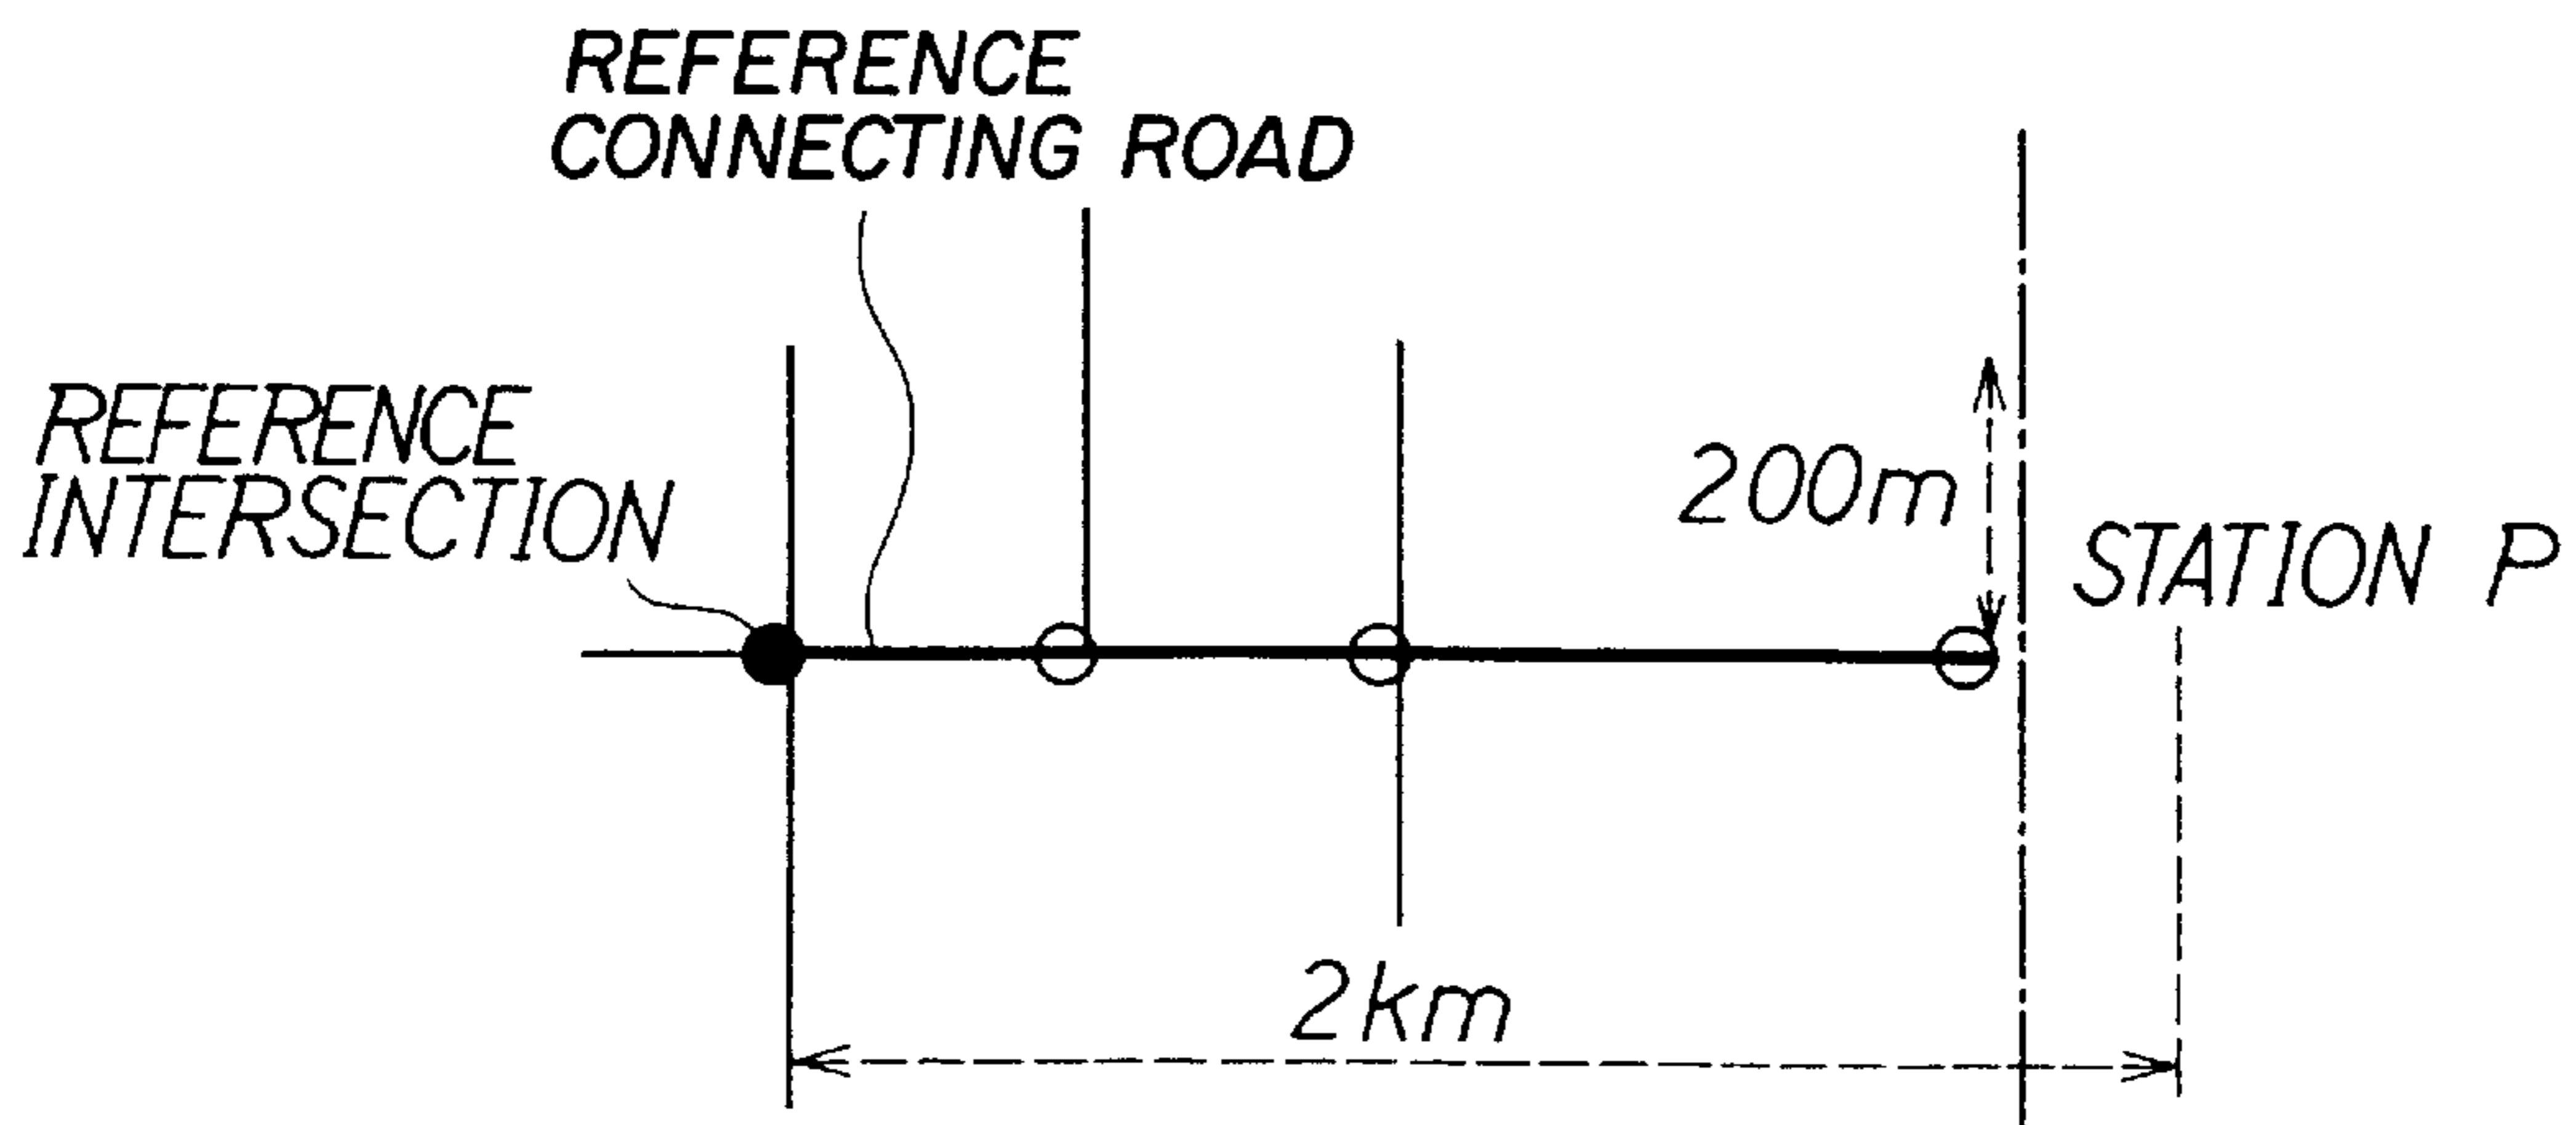 REFERENCE
CONNECTING ROAD
REFERENCE
INTERSECTION
200m
STATION P
2km